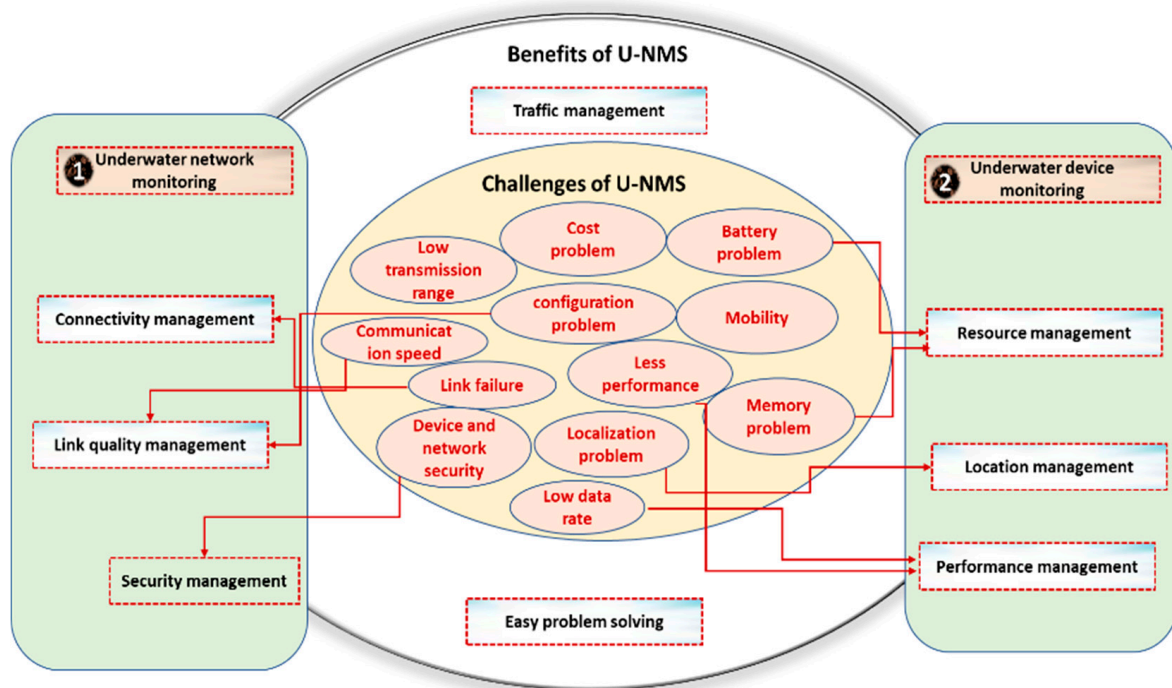 Benefits of U-NMS
Traffic management
1
Underwater network
monitoring
Connectivity management
Link quality management
Security management
Challenges of U-NMS
Cost
problem
Battery
problem
Low
transmission
range
configuration
problem
Mobility
Communicat
ion speed
Less
performance
Link failure
Memory
problem
Device and
network
security
Localization
problem
Low data
rate
2
Underwater device
monitoring
Resource management
Location management
Performance management
Easy problem solving